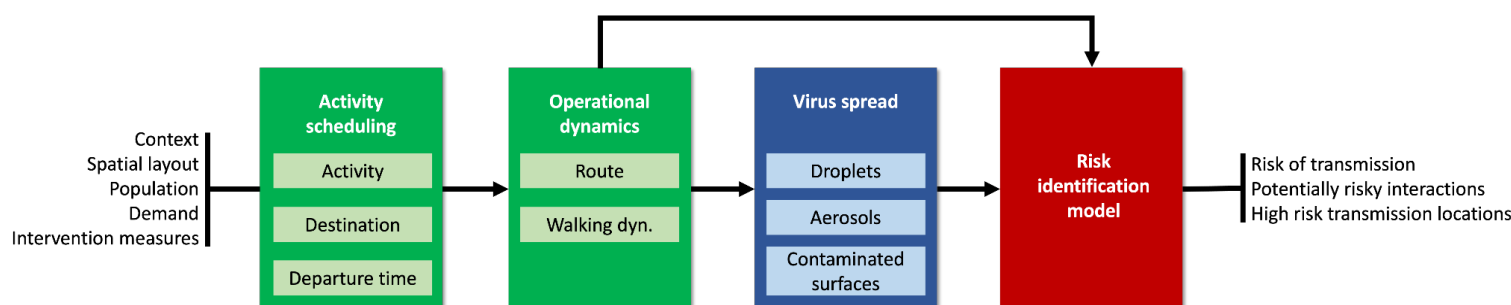 Context
Spatial layout
Population
Demand
Intervention measures
Activity
scheduling
Activity
Destination
Departure time
Operational
dynamics
Route
Walking dyn.
Virus spread
Droplets
Aerosols
Contaminated
surfaces
Risk
identification
model
Risk of transmission
Potentially risky interactions
High risk transmission locations